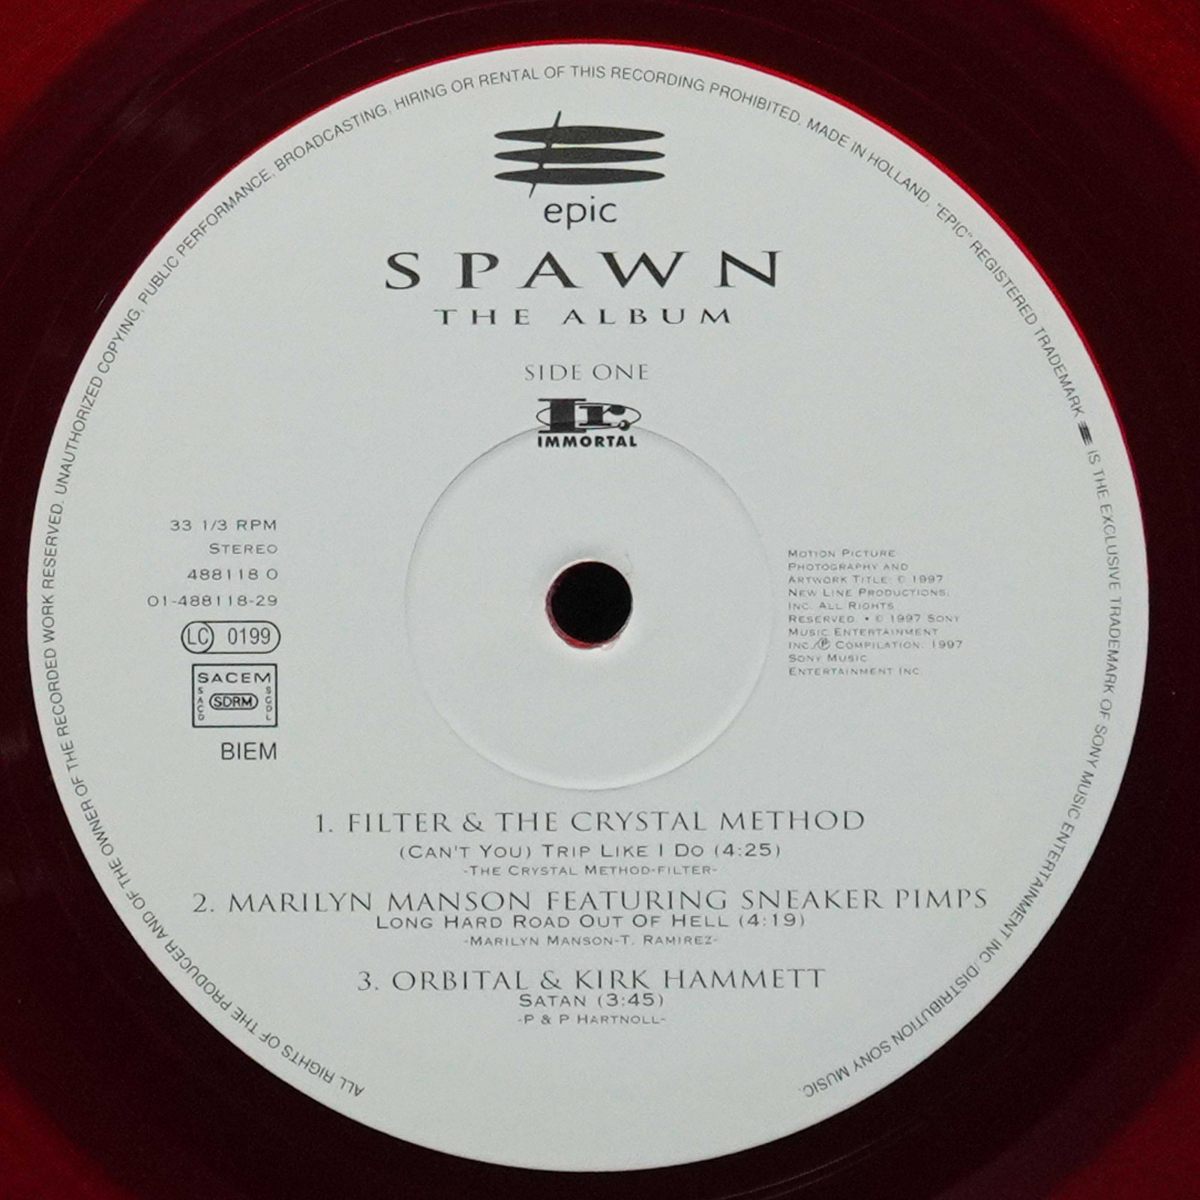 ALL RIGHTS OF THE PRODUCER AND OF THE OWNER OF THE RECORDED WORK RESERVED. UNAUTHORIZED COPYING, PUBLIC PERFORMANCE, BROADCASTING, HIRING OR RENTAL OF THIS RECORDING PROHIBITED. MADE IN HOLLAND. "EPIC" REGISTERED TRADEMARK IS THE EXCLUSIVE TRADEMARK OF SONY MUSIC ENTERTAINMENT INC./DISTRIBUTION SONY MUSIC.
epic
SPAWN
THE ALBUM
SIDE ONE
Ir.
IMMORTAL
33 1/3 RPM
STEREO
488118 0
01-488118-29
LC 0199
SACEM
SACD SDRM SGDL
BIEM
MOTION PICTURE
PHOTOGRAPHY AND
ARTWORK TITLE: © 1997
NEW LINE PRODUCTIONS,
INC. ALL RIGHTS
RESERVED. • © 1997 SONY
MUSIC ENTERTAINMENT
INC./℗ COMPILATION: 1997
SONY MUSIC
ENTERTAINMENT INC.
1. FILTER & THE CRYSTAL METHOD
(CAN'T YOU) TRIP LIKE I DO (4:25)
-THE CRYSTAL METHOD-FILTER-
2. MARILYN MANSON FEATURING SNEAKER PIMPS
LONG HARD ROAD OUT OF HELL (4:19)
-MARILYN MANSON-T. RAMIREZ-
3. ORBITAL & KIRK HAMMETT
SATAN (3:45)
-P & P HARTNOLL-